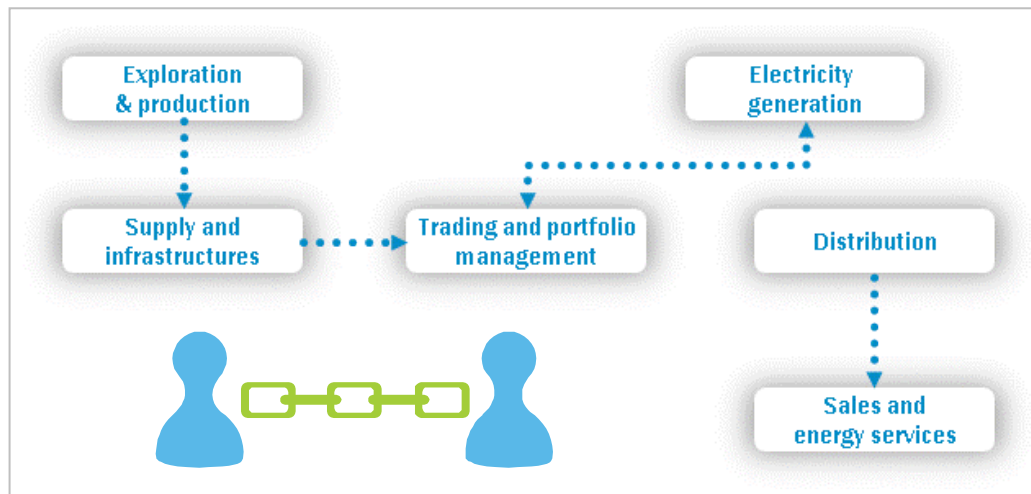 Exploration
& production
Electricity
generation
Supply and
infrastructures
Trading and portfolio
management
Distribution
Sales and
energy services